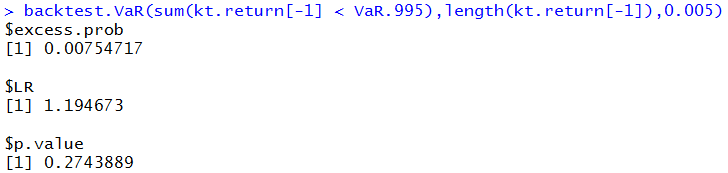 > backtest.VaR(sum(kt.return[-1] < VaR.995),length(kt.return[-1]),0.005)
$excess.prob
[1] 0.00754717
$LR
[1] 1.194673
$p.value
[1] 0.2743889